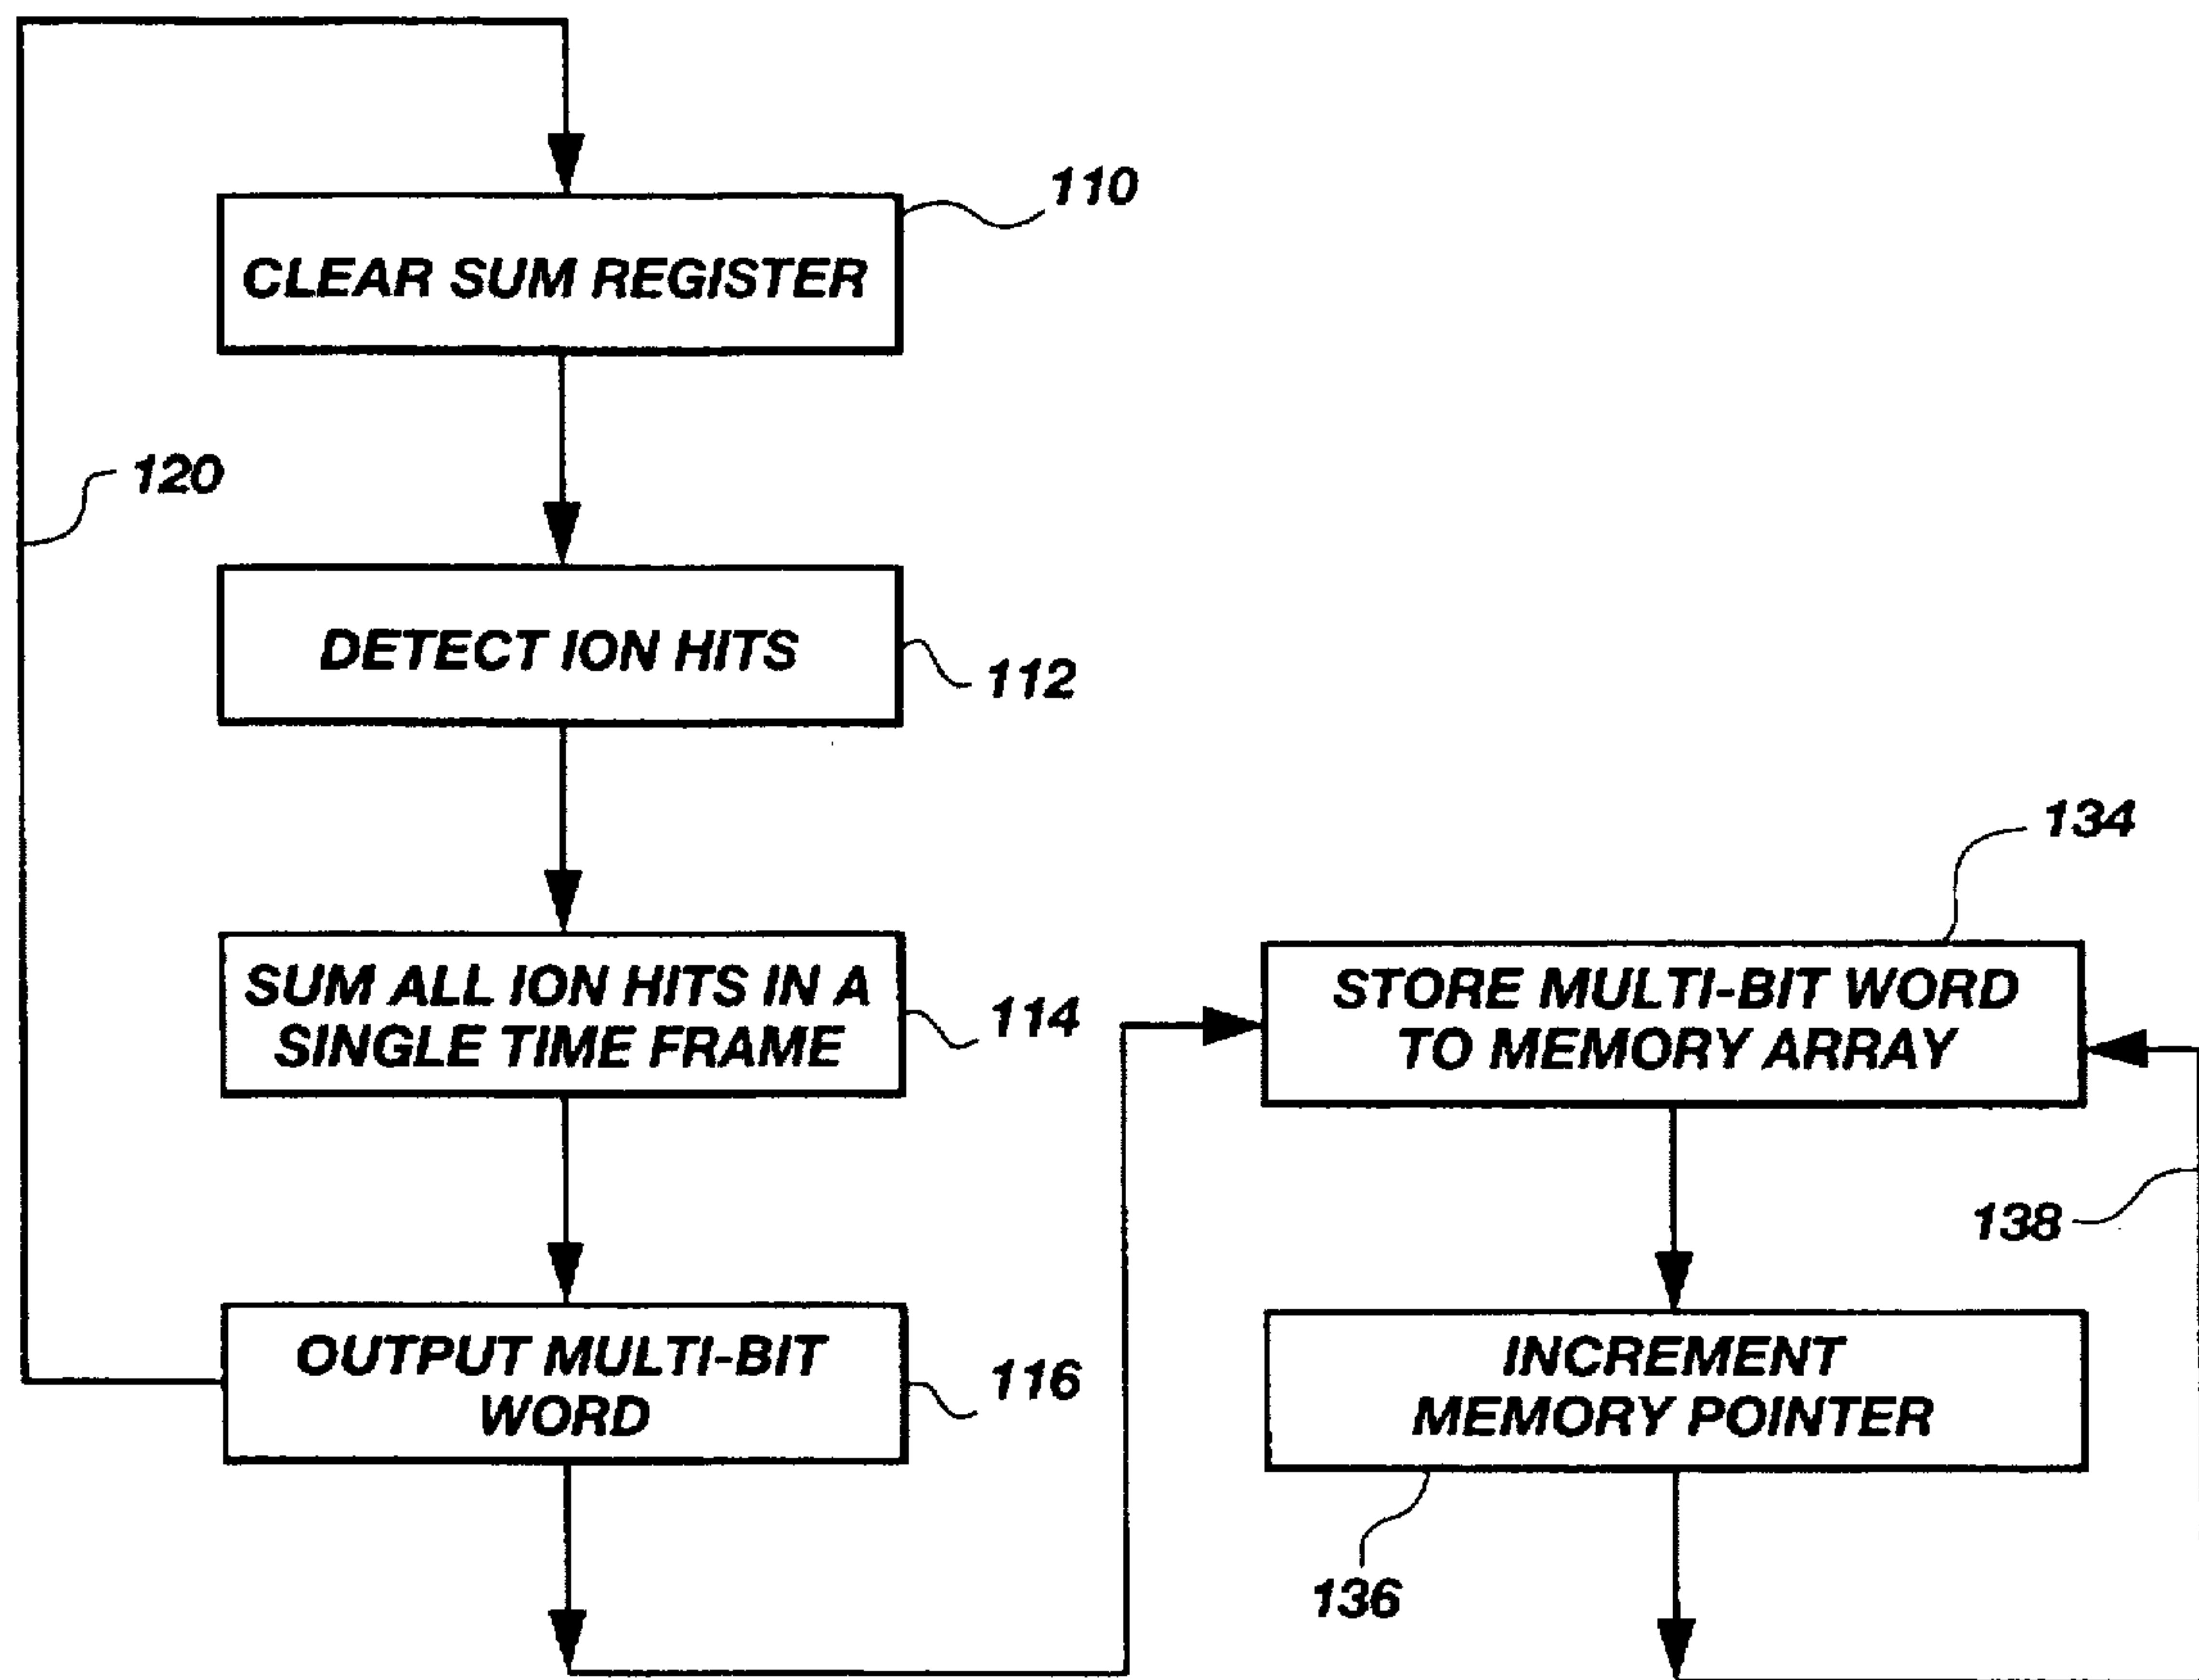 110
CLEAR SUM REGISTER
120
DETECT ION HITS
112
134
SUM ALL ION HITS IN A
SINGLE TIME FRAME
114
STORE MULTI-BIT WORD
TO MEMORY ARRAY
138
OUTPUT MULTI-BIT
WORD
116
INCREMENT
MEMORY POINTER
136